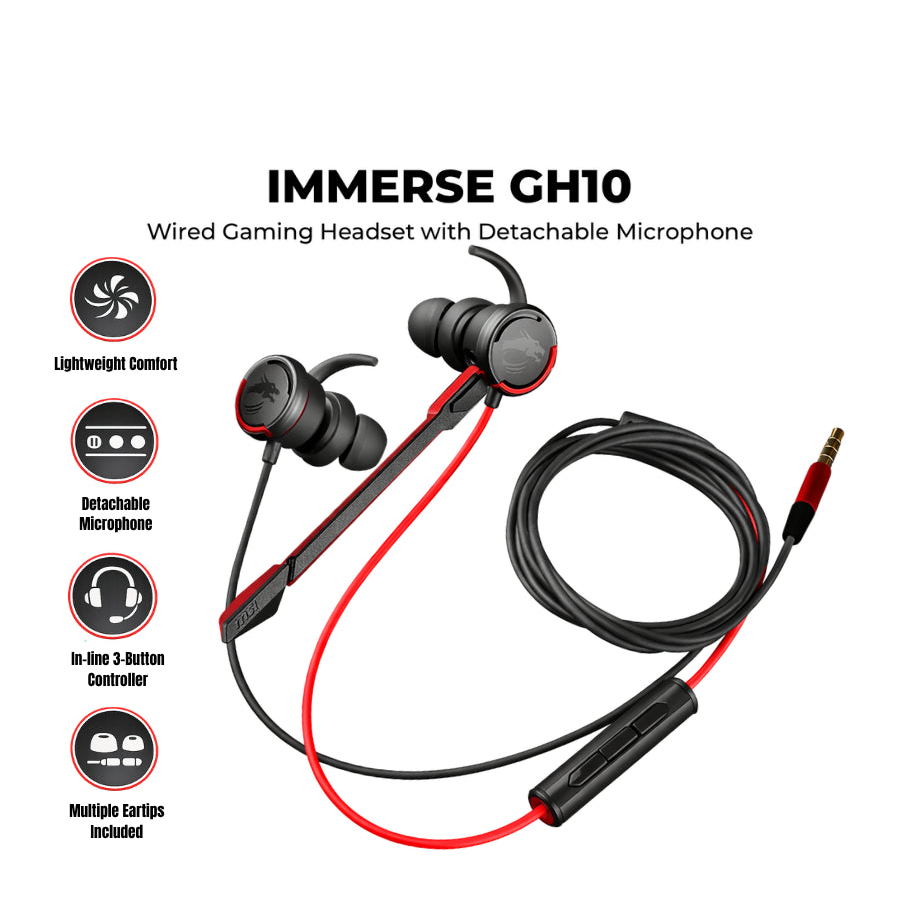 IMMERSE GH10
Wired Gaming Headset with Detachable Microphone
Lightweight Comfort
Detachable
Microphone
In-line 3-Button
Controller
Multiple Eartips
Included
msi